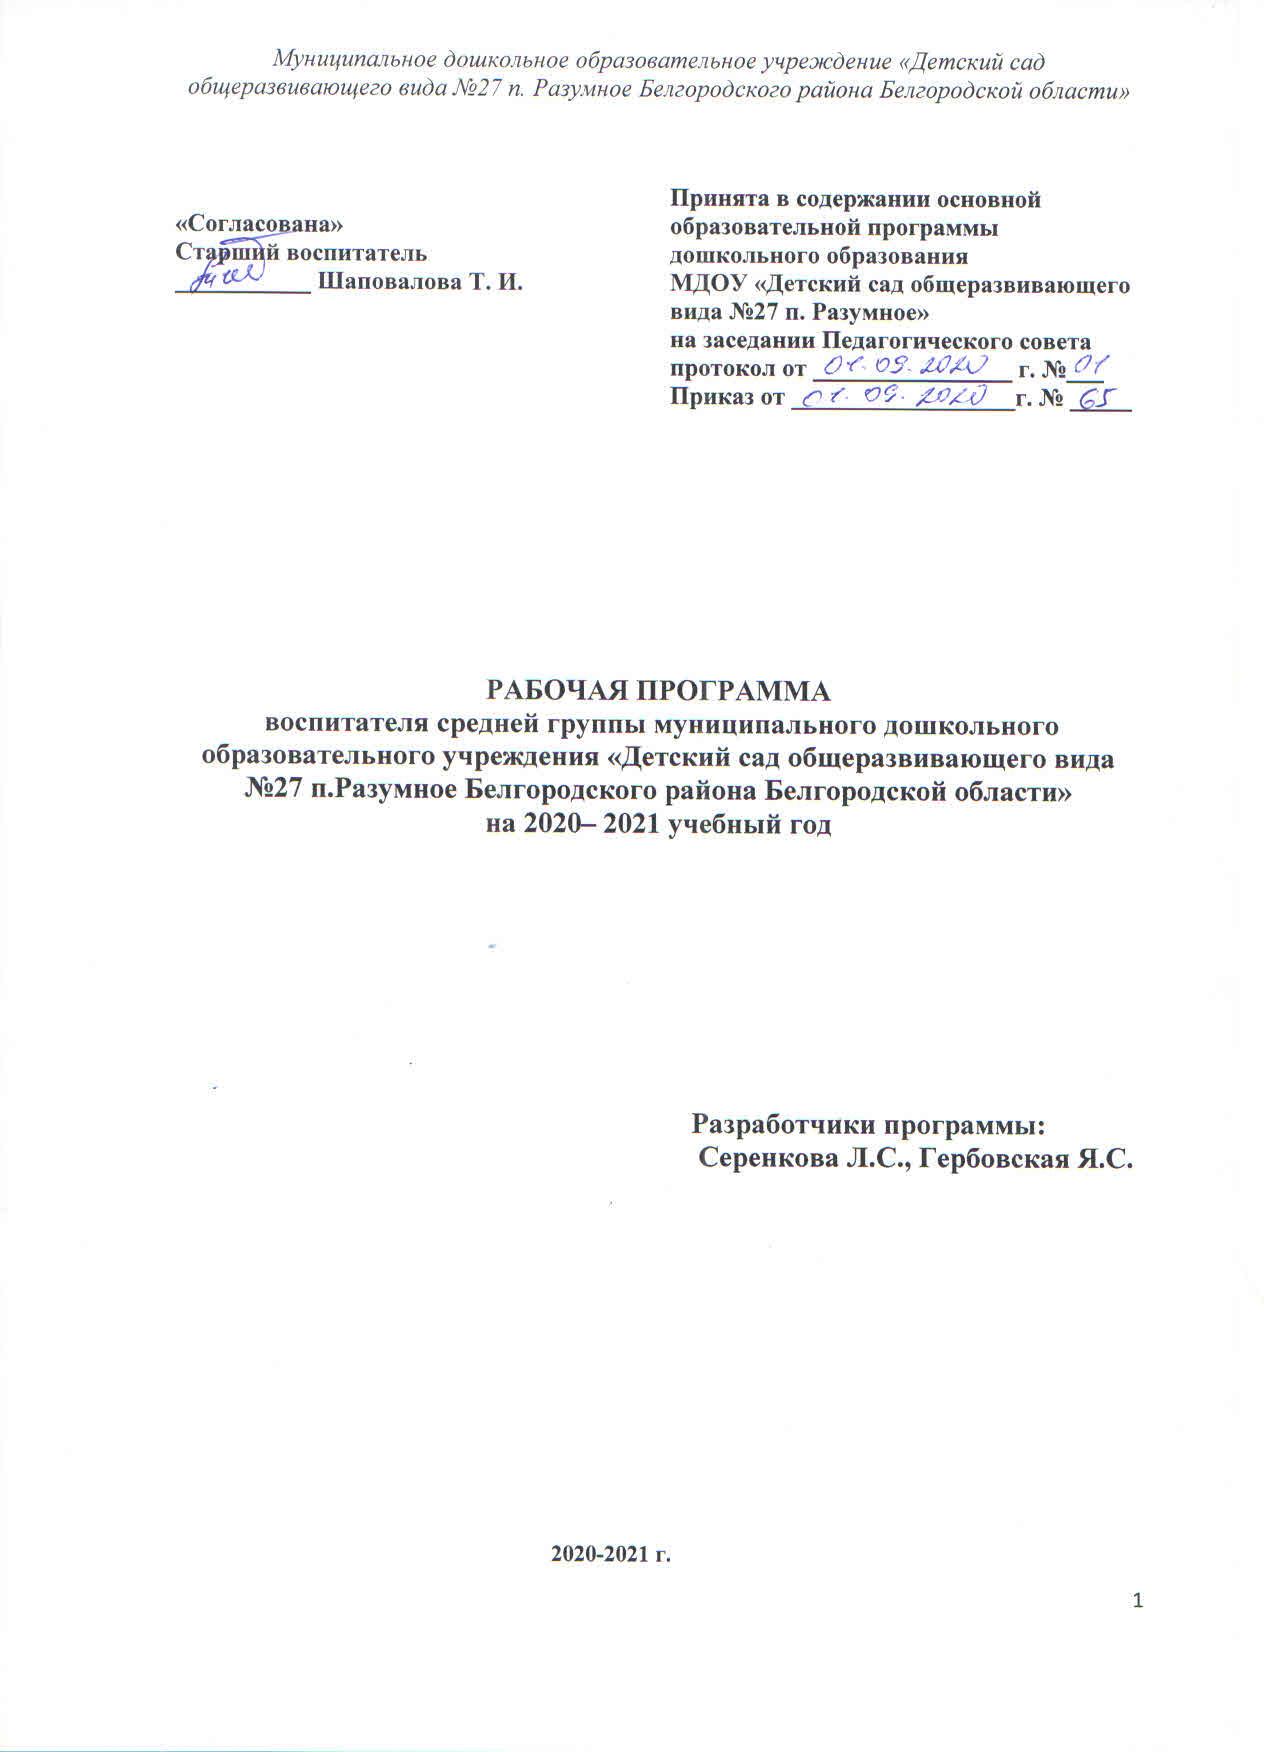 Муниципальное дошкольное образовательное учреждение «Детский сад
общеразвивающего вида №27 п. Разумное Белгородского района Белгородской области»
«Согласована»
Старший воспитатель
____________ Шаповалова Т. И.
Принята в содержании основной
образовательной программы
дошкольного образования
МДОУ «Детский сад общеразвивающего
вида №27 п. Разумное»
на заседании Педагогического совета
протокол от 01.09.2020 г. № 01
Приказ от 01.09.2020 г. № 65
РАБОЧАЯ ПРОГРАММА
воспитателя средней группы муниципального дошкольного
образовательного учреждения «Детский сад общеразвивающего вида
№27 п.Разумное Белгородского района Белгородской области»
на 2020– 2021 учебный год
Разработчики программы:
Серенкова Л.С., Гербовская Я.С.
2020-2021 г.
1